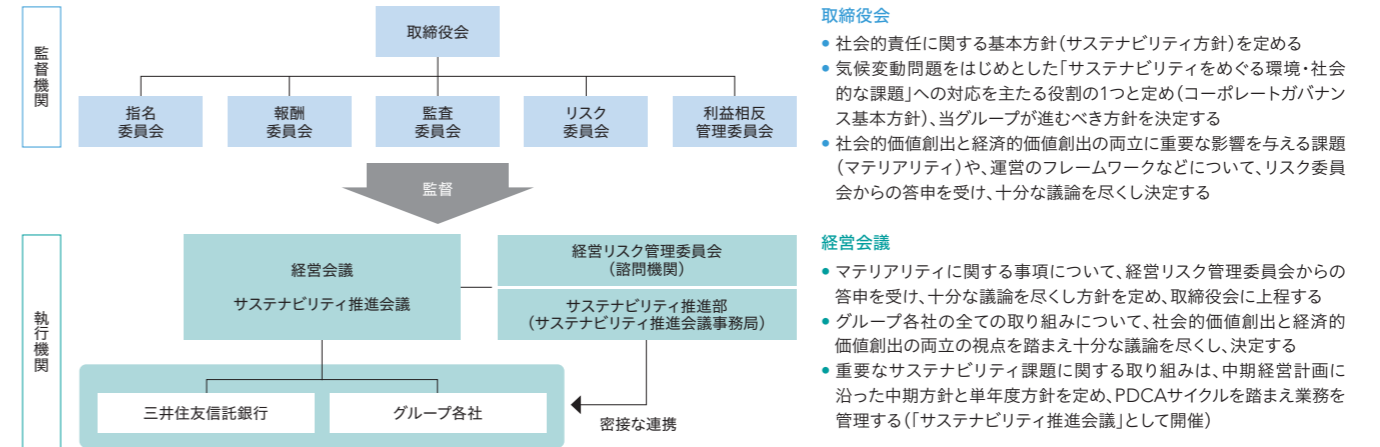 監督機関
取締役会
指名
委員会
報酬
委員会
監査
委員会
リスク
委員会
利益相反
管理委員会
監督
執行機関
経営会議
サステナビリティ推進会議
経営リスク管理委員会
(諮問機関)
サステナビリティ推進部
(サステナビリティ推進会議事務局)
三井住友信託銀行
グループ各社
密接な連携
取締役会
● 社会的責任に関する基本方針(サステナビリティ方針)を定める
● 気候変動問題をはじめとした「サステナビリティをめぐる環境・社会
的な課題」への対応を主たる役割の1つと定め(コーポレートガバナン
ス基本方針)、当グループが進むべき方針を決定する
● 社会的価値創出と経済的価値創出の両立に重要な影響を与える課題
(マテリアリティ)や、運営のフレームワークなどについて、リスク委員
会からの答申を受け、十分な議論を尽くし決定する
経営会議
● マテリアリティに関する事項について、経営リスク管理委員会からの
答申を受け、十分な議論を尽くし方針を定め、取締役会に上程する
● グループ各社の全ての取り組みについて、社会的価値創出と経済的
価値創出の両立の視点を踏まえ十分な議論を尽くし、決定する
● 重要なサステナビリティ課題に関する取り組みは、中期経営計画に
沿った中期方針と単年度方針を定め、PDCAサイクルを踏まえ業務を
管理する(「サステナビリティ推進会議」として開催)